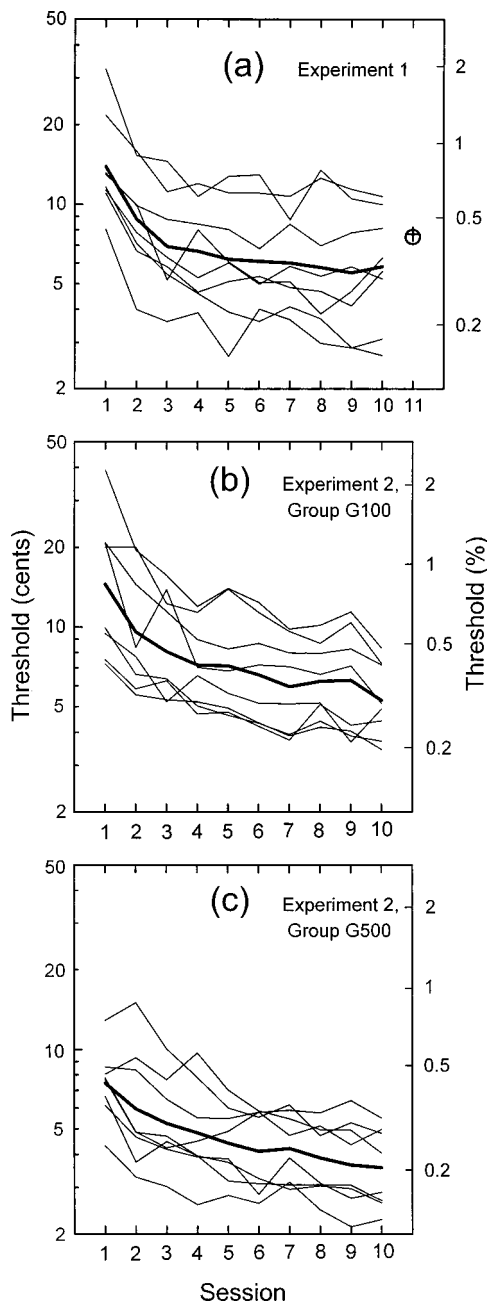 50
(a)
Experiment 1
2
20
1
10
0.5
5
0.2
2
1 2 3 4 5 6 7 8 9 10 11
50
(b)
Experiment 2,
Group G100
2
20
1
10
0.5
5
0.2
2
1 2 3 4 5 6 7 8 9 10
Threshold (cents)
Threshold (%)
50
(c)
Experiment 2,
Group G500
2
20
1
10
0.5
5
0.2
2
1 2 3 4 5 6 7 8 9 10
Session